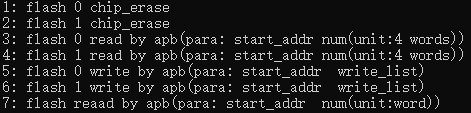 1: flash 0 chip_erase
2: flash 1 chip_erase
3: flash 0 read by apb(para: start_addr num(unit:4 words))
4: flash 1 read by apb(para: start_addr num(unit:4 words))
5: flash 0 write by apb(para: start_addr  write_list)
6: flash 1 write by apb(para: start_addr  write_list)
7: flash reaad by apb(para: start_addr  num(unit:word))